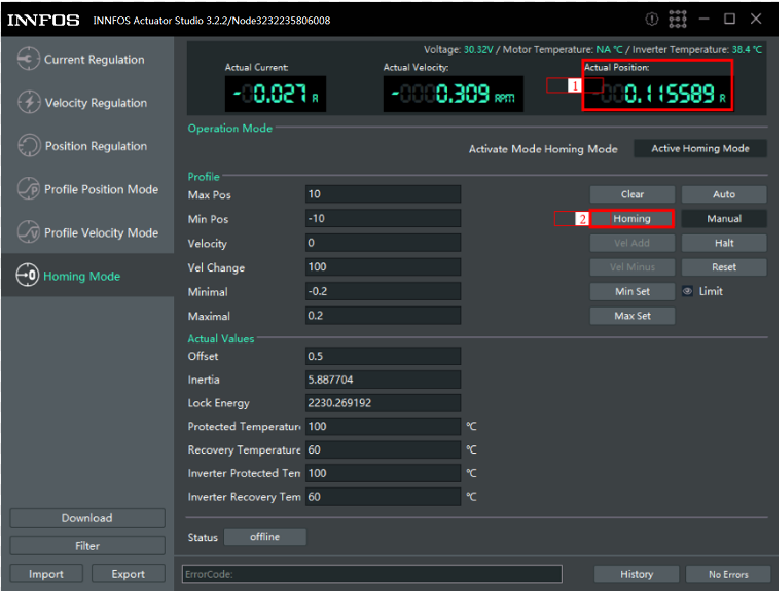 INNFOS INNFOS Actuator Studio 3.2.2/Node3232235806008
Voltage: 30.32V / Motor Temperature: NA ℃ / Inverter Temperature: 38.4 ℃
Actual Current: Actual Velocity: Actual Position:
-0.027 A -0000.309 RPM -000.115589 R
1
Current Regulation
Velocity Regulation
Position Regulation
Profile Position Mode
Profile Velocity Mode
Homing Mode
Operation Mode
Activate Mode Homing Mode Active Homing Mode
Profile
Max Pos 10 Clear Auto
Min Pos -10 2 Homing Manual
Velocity 0 Vel Add Halt
Vel Change 100 Vel Minus Reset
Minimal -0.2 Min Set Limit
Maximal 0.2 Max Set
Actual Values
Offset 0.5
Inertia 5.887704
Lock Energy 2230.269192
Protected Temperatur 100 ℃
Recovery Temperature 60 ℃
Inverter Protected Ten 100 ℃
Inverter Recovery Tem 60 ℃
Status offline
Download
Filter
Import Export
ErrorCode: History No Errors